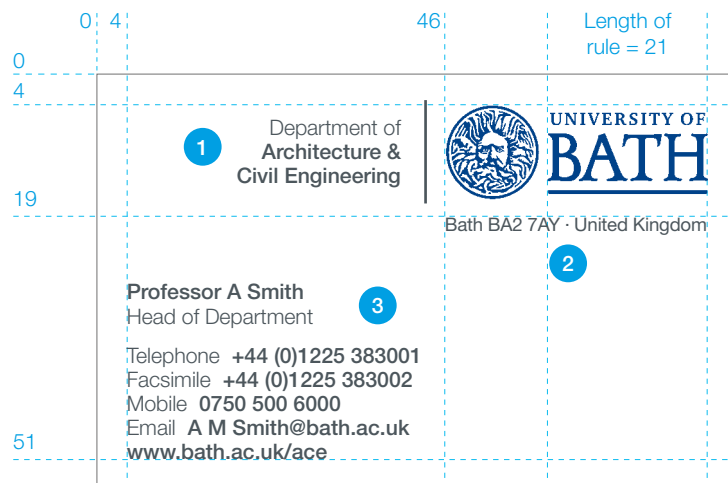 0 4 46 Length of
rule = 21
0
4
UNIVERSITY OF
BATH
Department of
Architecture &
Civil Engineering
1
19
Bath BA2 7AY · United Kingdom
2
Professor A Smith
Head of Department
3
Telephone +44 (0)1225 383001
Facsimile +44 (0)1225 383002
Mobile 0750 500 6000
Email A M Smith@bath.ac.uk
www.bath.ac.uk/ace
51